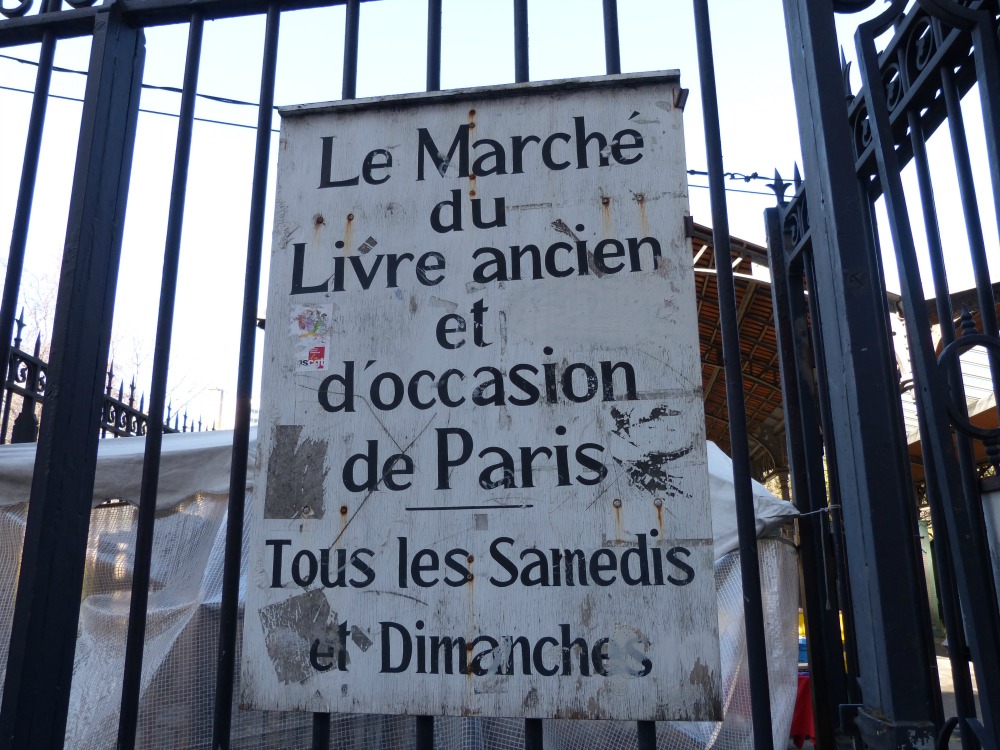 Le Marché
du
Livre ancien
et
d'occasion
de Paris
Tous les Samedis
et Dimanches